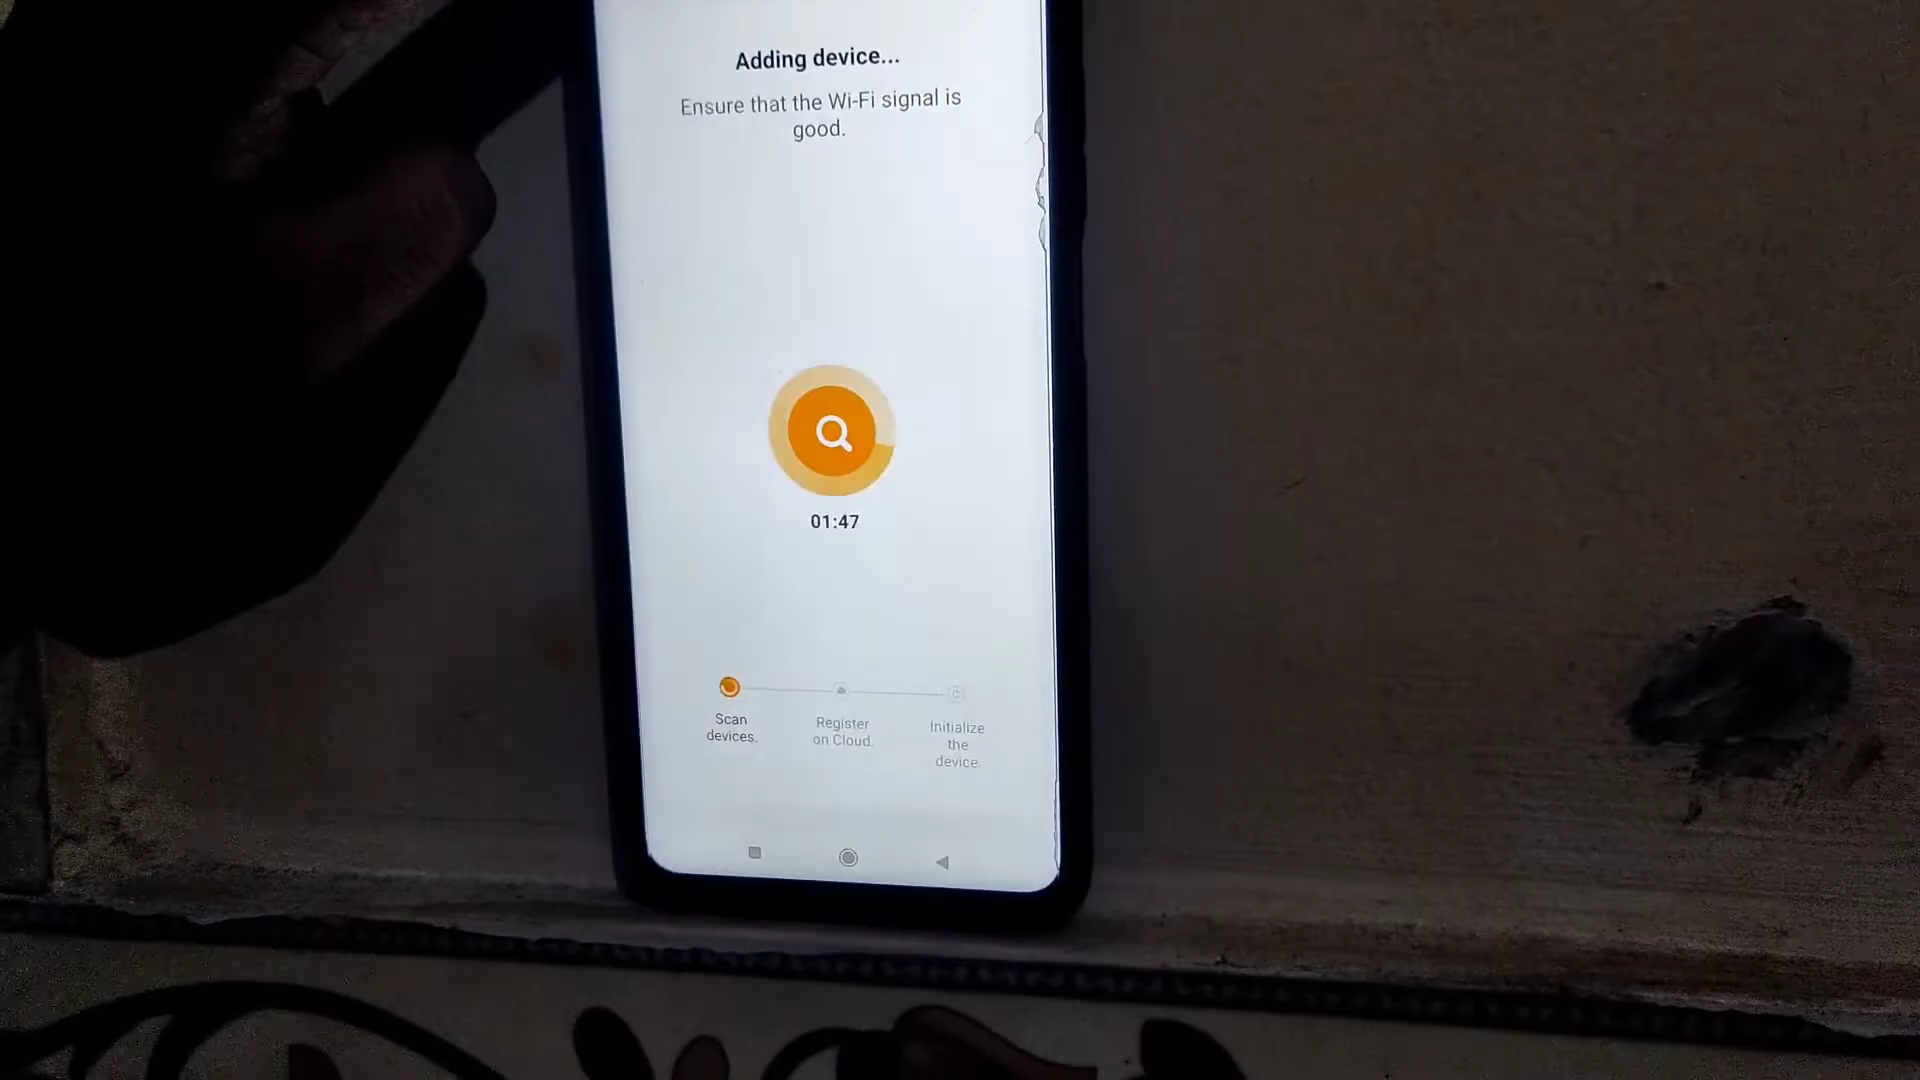 Adding device...
Ensure that the Wi-Fi signal is
good.
01:47
Scan
devices.
Register
on Cloud.
Initialize
the
device.